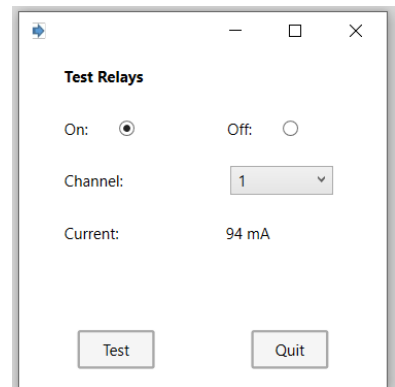 Test Relays
On: Off:
Channel: 1
Current: 94 mA
Test Quit